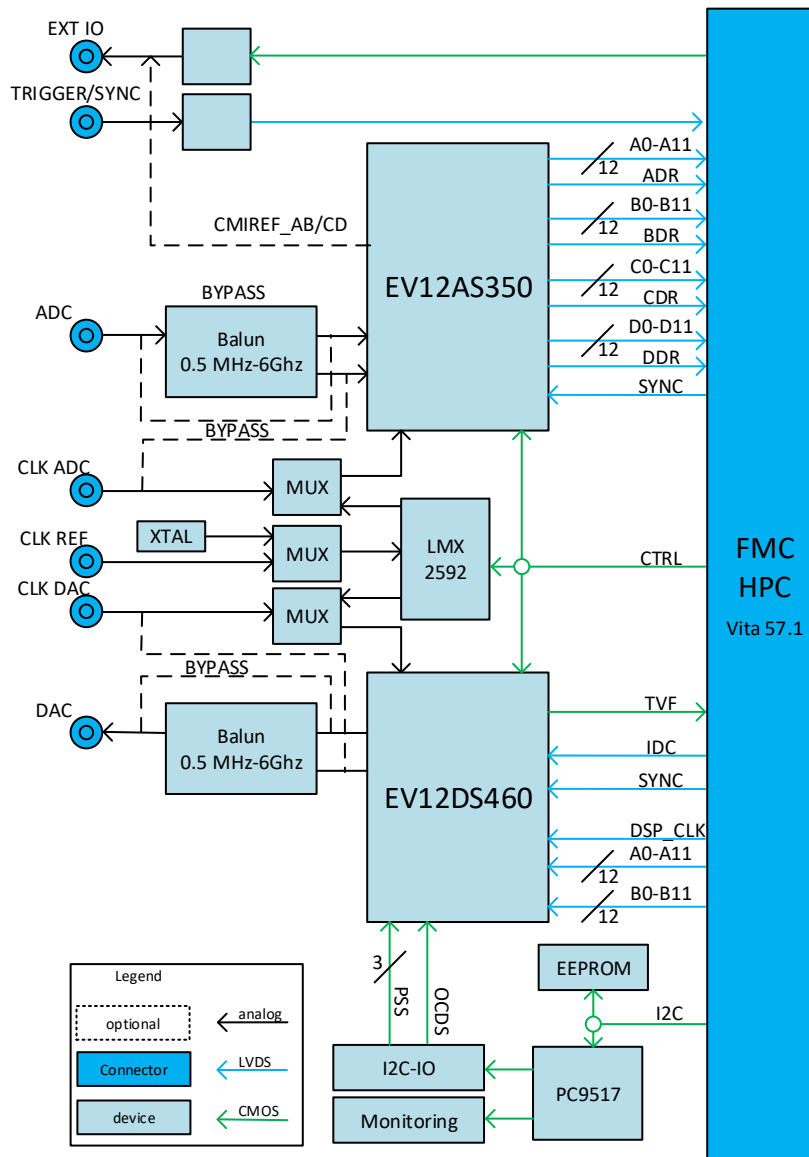 EXT IO
TRIGGER/SYNC
A0-A11
12
ADR
B0-B11
12
BDR
CMIREF_AB/CD
EV12AS350
C0-C11
12
CDR
D0-D11
12
DDR
SYNC
BYPASS
ADC
Balun
0.5 MHz-6Ghz
BYPASS
CLK ADC
MUX
XTAL
CLK REF
MUX
LMX
2592
CTRL
FMC
HPC
Vita 57.1
CLK DAC
MUX
BYPASS
DAC
Balun
0.5 MHz-6Ghz
EV12DS460
TVF
IDC
SYNC
DSP_CLK
A0-A11
12
B0-B11
12
3
PSS
OCDS
EEPROM
I2C
I2C-IO
Monitoring
PC9517
Legend
optional
analog
Connector
LVDS
device
CMOS